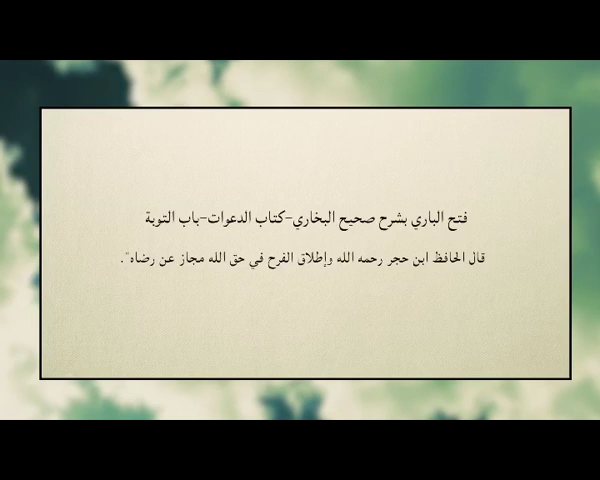 فتح الباري بشرح صحيح البخاري-كتاب الدعوات-باب التوبة
قال الحافظ ابن حجر رحمه الله وإطلاق الفرح في حق الله مجاز عن رضاه".